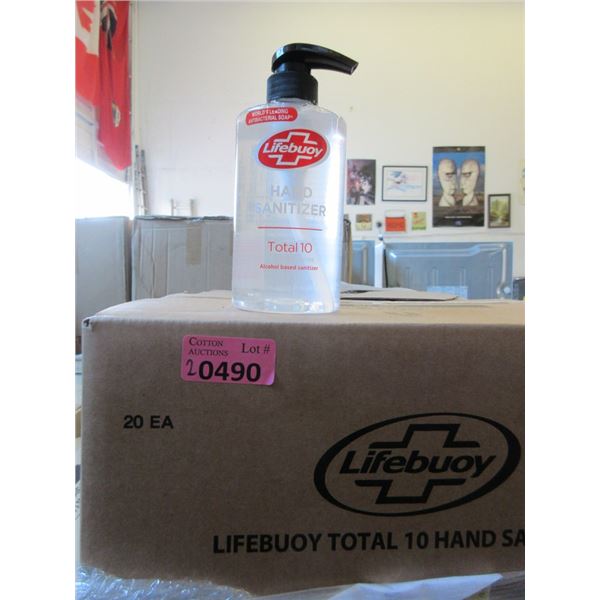 WORLD'S LEADING
ANTIBACTERIAL SOAP*
Lifebuoy
HAND
SANITIZER
Total 10
Alcohol based sanitizer
COTTON
AUCTIONS
Lot #
20490
20 EA
Lifebuoy
LIFEBUOY TOTAL 10 HAND SA